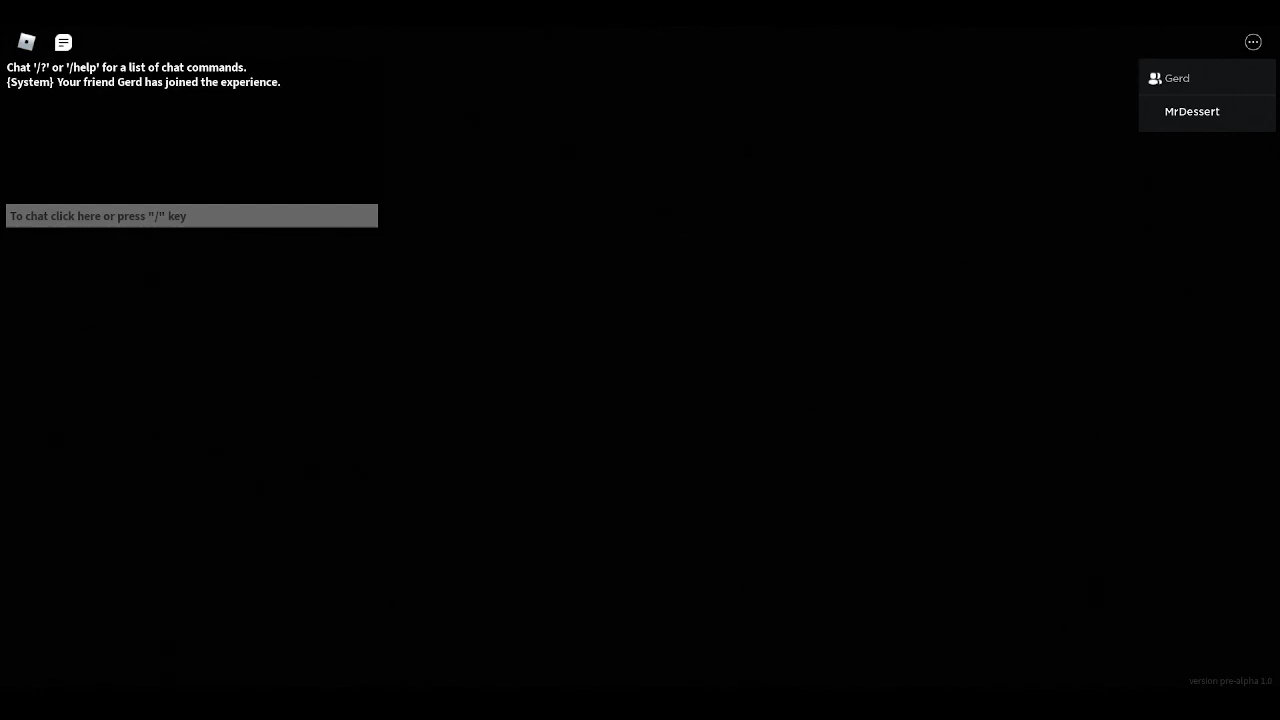 Chat '/?' or '/help' for a list of chat commands.
{System} Your friend Gerd has joined the experience.
Gerd
MrDessert
To chat click here or press "/" key
version pre-alpha 1.0